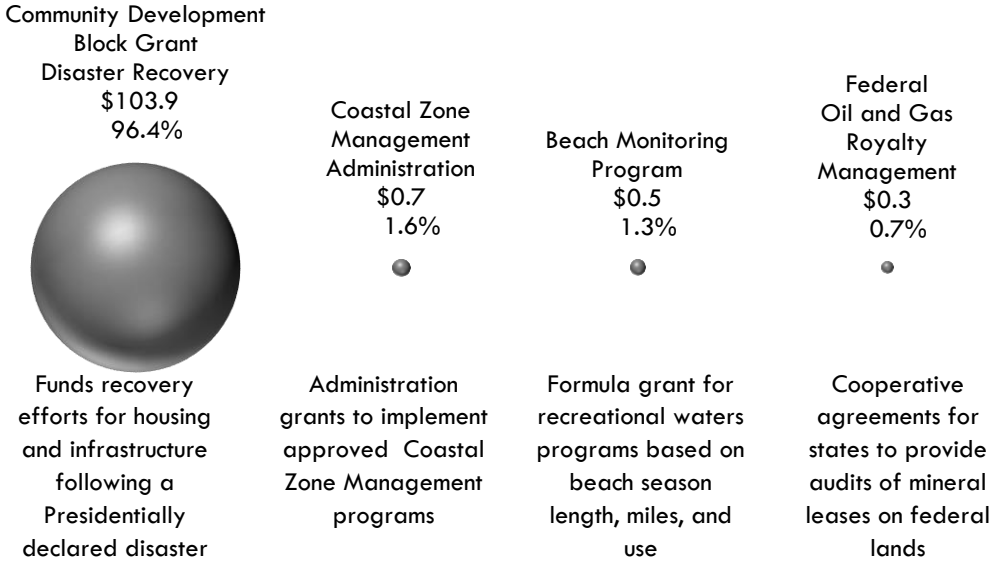 Community Development
Block Grant
Disaster Recovery
$103.9
96.4%
Coastal Zone
Management
Administration
$0.7
1.6%
Beach Monitoring
Program
$0.5
1.3%
Federal
Oil and Gas
Royalty
Management
$0.3
0.7%
Funds recovery
efforts for housing
and infrastructure
following a
Presidentially
declared disaster
Administration
grants to implement
approved Coastal
Zone Management
programs
Formula grant for
recreational waters
programs based on
beach season
length, miles, and
use
Cooperative
agreements for
states to provide
audits of mineral
leases on federal
lands